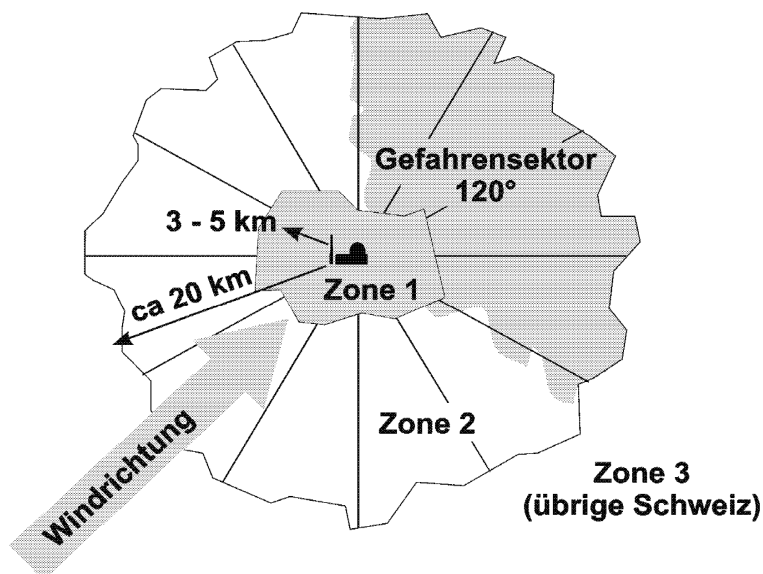 Gefahrensektor
120°
3 - 5 km
ca 20 km
Zone 1
Windrichtung
Zone 2
Zone 3
(übrige Schweiz)